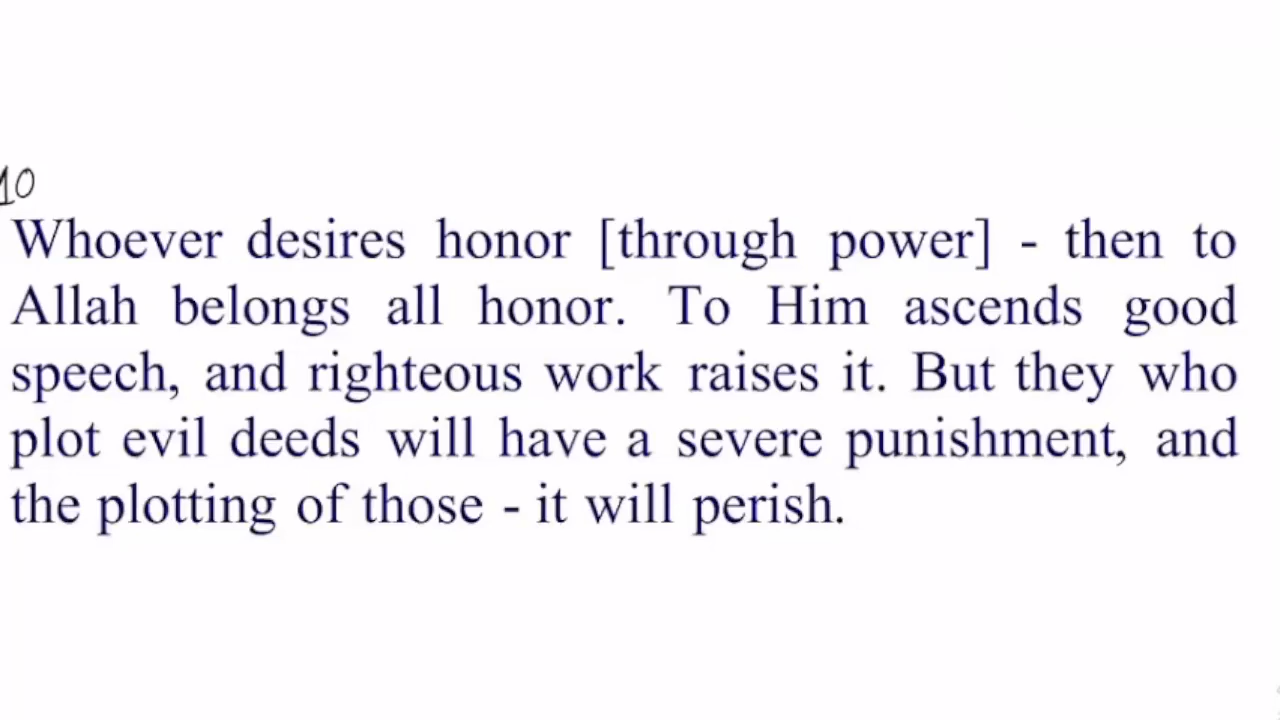 10
Whoever desires honor [through power] - then to
Allah belongs all honor. To Him ascends good
speech, and righteous work raises it. But they who
plot evil deeds will have a severe punishment, and
the plotting of those - it will perish.